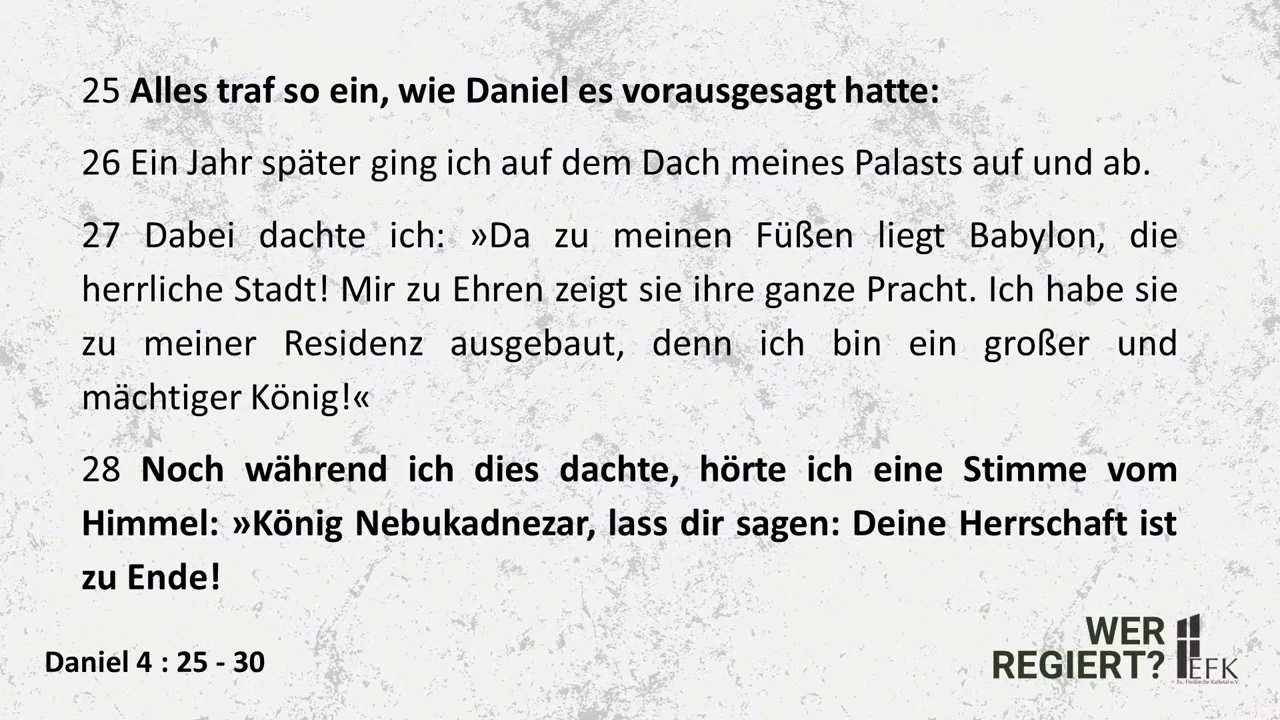 25 Alles traf so ein, wie Daniel es vorausgesagt hatte:
26 Ein Jahr später ging ich auf dem Dach meines Palasts auf und ab.
27 Dabei dachte ich: »Da zu meinen Füßen liegt Babylon, die
herrliche Stadt! Mir zu Ehren zeigt sie ihre ganze Pracht. Ich habe sie
zu meiner Residenz ausgebaut, denn ich bin ein großer und
mächtiger König!«
28 Noch während ich dies dachte, hörte ich eine Stimme vom
Himmel: »König Nebukadnezar, lass dir sagen: Deine Herrschaft ist
zu Ende!
Daniel 4 : 25 - 30
WER
REGIERT?
EFK